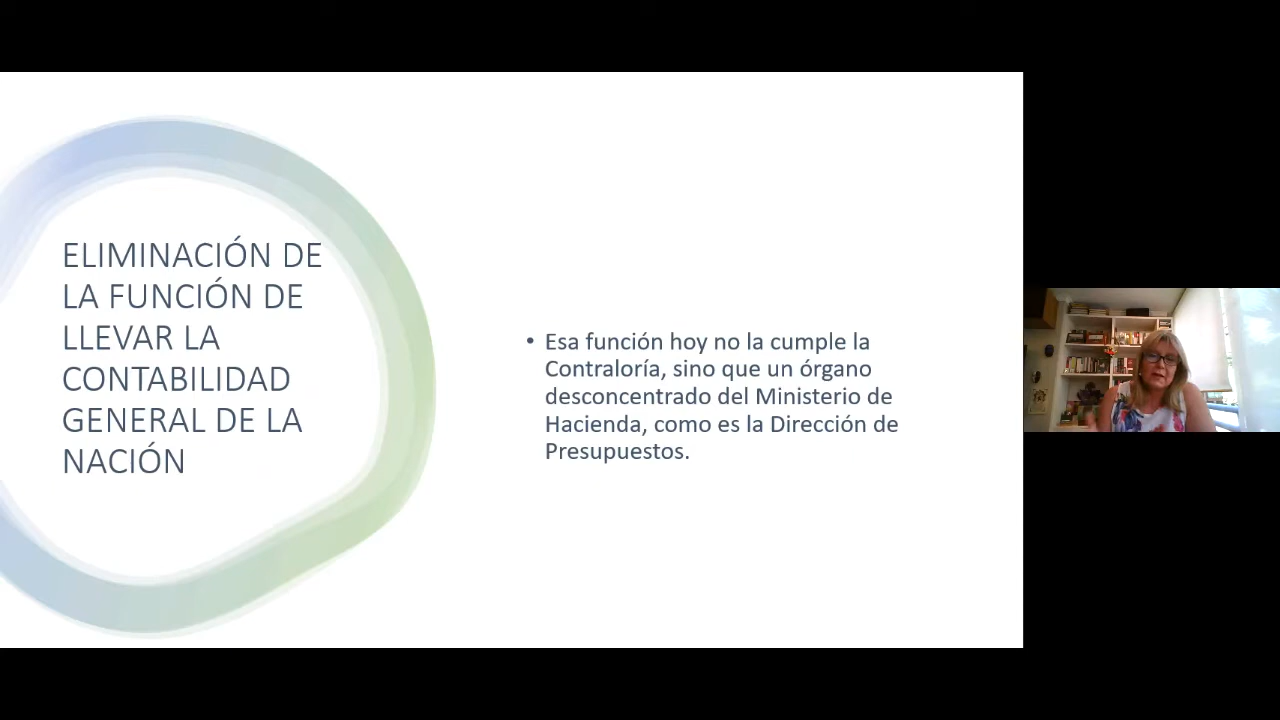 ELIMINACIÓN DE
LA FUNCIÓN DE
LLEVAR LA
CONTABILIDAD
GENERAL DE LA
NACIÓN
• Esa función hoy no la cumple la
Contraloría, sino que un órgano
desconcentrado del Ministerio de
Hacienda, como es la Dirección de
Presupuestos.